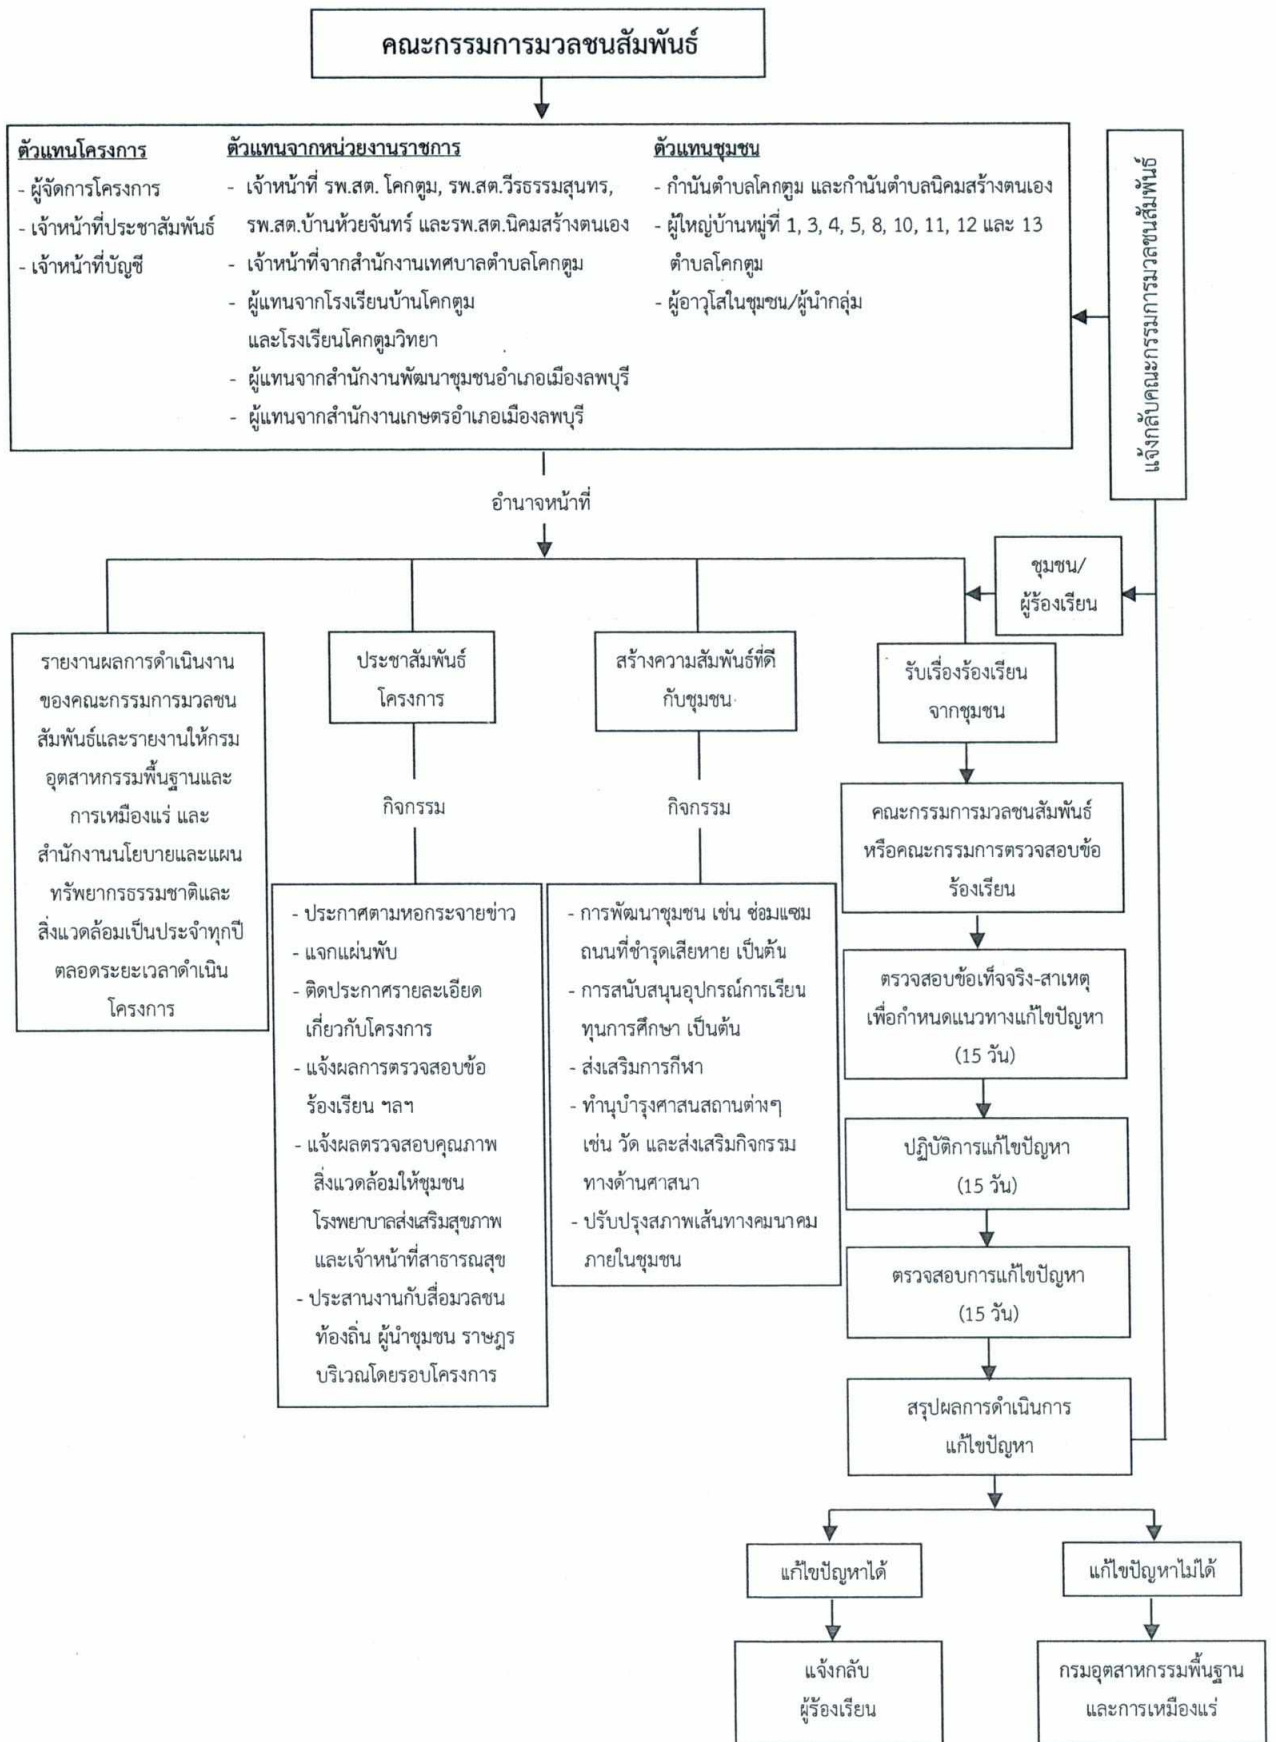 คณะกรรมการมวลชนสัมพันธ์
ตัวแทนโครงการ
- ผู้จัดการโครงการ
- เจ้าหน้าที่ประชาสัมพันธ์
- เจ้าหน้าที่บัญชี
ตัวแทนจากหน่วยงานราชการ
- เจ้าหน้าที่ รพ.สต. โคกตูม, รพ.สต.วีรธรรมสุนทร,
รพ.สต.บ้านห้วยจันทร์ และรพ.สต.นิคมสร้างตนเอง
- เจ้าหน้าที่จากสำนักงานเทศบาลตำบลโคกตูม
- ผู้แทนจากโรงเรียนบ้านโคกตูม
และโรงเรียนโคกตูมวิทยา
- ผู้แทนจากสำนักงานพัฒนาชุมชนอำเภอเมืองลพบุรี
- ผู้แทนจากสำนักงานเกษตรอำเภอเมืองลพบุรี
ตัวแทนชุมชน
- กำนันตำบลโคกตูม และกำนันตำบลนิคมสร้างตนเอง
- ผู้ใหญ่บ้านหมู่ที่ 1, 3, 4, 5, 8, 10, 11, 12 และ 13
ตำบลโคกตูม
- ผู้อาวุโสในชุมชน/ผู้นำกลุ่ม
แจ้งกลับคณะกรรมการมวลชนสัมพันธ์
อำนาจหน้าที่
ชุมชน/
ผู้ร้องเรียน
รายงานผลการดำเนินงาน
ของคณะกรรมการมวลชน
สัมพันธ์และรายงานให้กรม
อุตสาหกรรมพื้นฐานและ
การเหมืองแร่ และ
สำนักงานนโยบายและแผน
ทรัพยากรธรรมชาติและ
สิ่งแวดล้อมเป็นประจำทุกปี
ตลอดระยะเวลาดำเนิน
โครงการ
ประชาสัมพันธ์
โครงการ
กิจกรรม
- ประกาศตามหอกระจายข่าว
- แจกแผ่นพับ
- ติดประกาศรายละเอียด
เกี่ยวกับโครงการ
- แจ้งผลการตรวจสอบข้อ
ร้องเรียน ฯลฯ
- แจ้งผลตรวจสอบคุณภาพ
สิ่งแวดล้อมให้ชุมชน
โรงพยาบาลส่งเสริมสุขภาพ
และเจ้าหน้าที่สาธารณสุข
- ประสานงานกับสื่อมวลชน
ท้องถิ่น ผู้นำชุมชน ราษฎร
บริเวณโดยรอบโครงการ
สร้างความสัมพันธ์ที่ดี
กับชุมชน
กิจกรรม
- การพัฒนาชุมชน เช่น ซ่อมแซม
ถนนที่ชำรุดเสียหาย เป็นต้น
- การสนับสนุนอุปกรณ์การเรียน
ทุนการศึกษา เป็นต้น
- ส่งเสริมการกีฬา
- ทำนุบำรุงศาสนสถานต่างๆ
เช่น วัด และส่งเสริมกิจกรรม
ทางด้านศาสนา
- ปรับปรุงสภาพเส้นทางคมนาคม
ภายในชุมชน
รับเรื่องร้องเรียน
จากชุมชน
คณะกรรมการมวลชนสัมพันธ์
หรือคณะกรรมการตรวจสอบข้อ
ร้องเรียน
ตรวจสอบข้อเท็จจริง-สาเหตุ
เพื่อกำหนดแนวทางแก้ไขปัญหา
(15 วัน)
ปฏิบัติการแก้ไขปัญหา
(15 วัน)
ตรวจสอบการแก้ไขปัญหา
(15 วัน)
สรุปผลการดำเนินการ
แก้ไขปัญหา
แก้ไขปัญหาได้
แก้ไขปัญหาไม่ได้
แจ้งกลับ
ผู้ร้องเรียน
กรมอุตสาหกรรมพื้นฐาน
และการเหมืองแร่